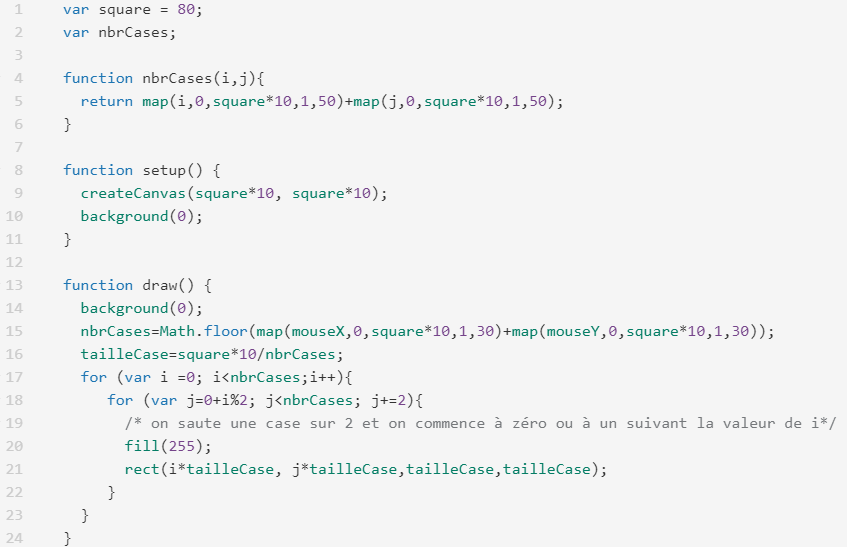 1 var square = 80;
2 var nbrCases;
3
4 function nbrCases(i,j){
5 return map(i,0,square*10,1,50)+map(j,0,square*10,1,50);
6 }
7
8 function setup() {
9 createCanvas(square*10, square*10);
10 background(0);
11 }
12
13 function draw() {
14 background(0);
15 nbrCases=Math.floor(map(mouseX,0,square*10,1,30)+map(mouseY,0,square*10,1,30));
16 tailleCase=square*10/nbrCases;
17 for (var i =0; i<nbrCases;i++){
18 for (var j=0+i%2; j<nbrCases; j+=2){
19 /* on saute une case sur 2 et on commence à zéro ou à un suivant la valeur de i*/
20 fill(255);
21 rect(i*tailleCase, j*tailleCase,tailleCase,tailleCase);
22 }
23 }
24 }